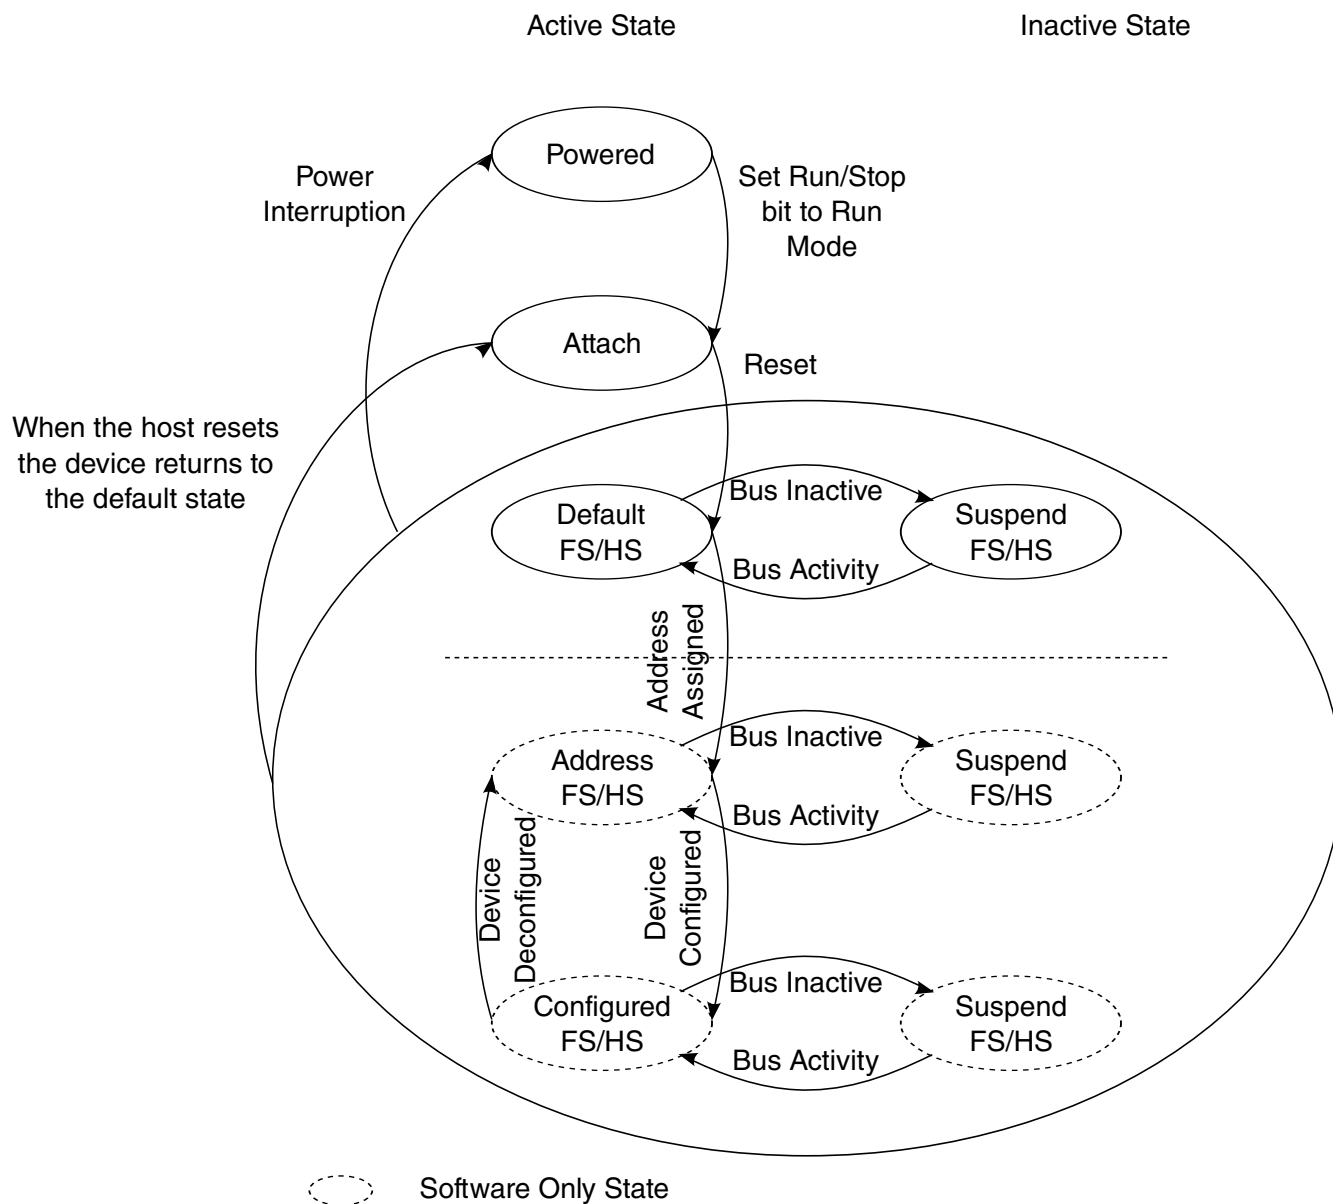 Active State
Inactive State
Powered
Power
Interruption
Set Run/Stop
bit to Run
Mode
Attach
Reset
When the host resets
the device returns to
the default state
Default
FS/HS
Bus Inactive
Bus Activity
Suspend
FS/HS
Address
Assigned
Address
FS/HS
Bus Inactive
Bus Activity
Suspend
FS/HS
Device
Deconfigured
Device
Configured
Configured
FS/HS
Bus Inactive
Bus Activity
Suspend
FS/HS
Software Only State